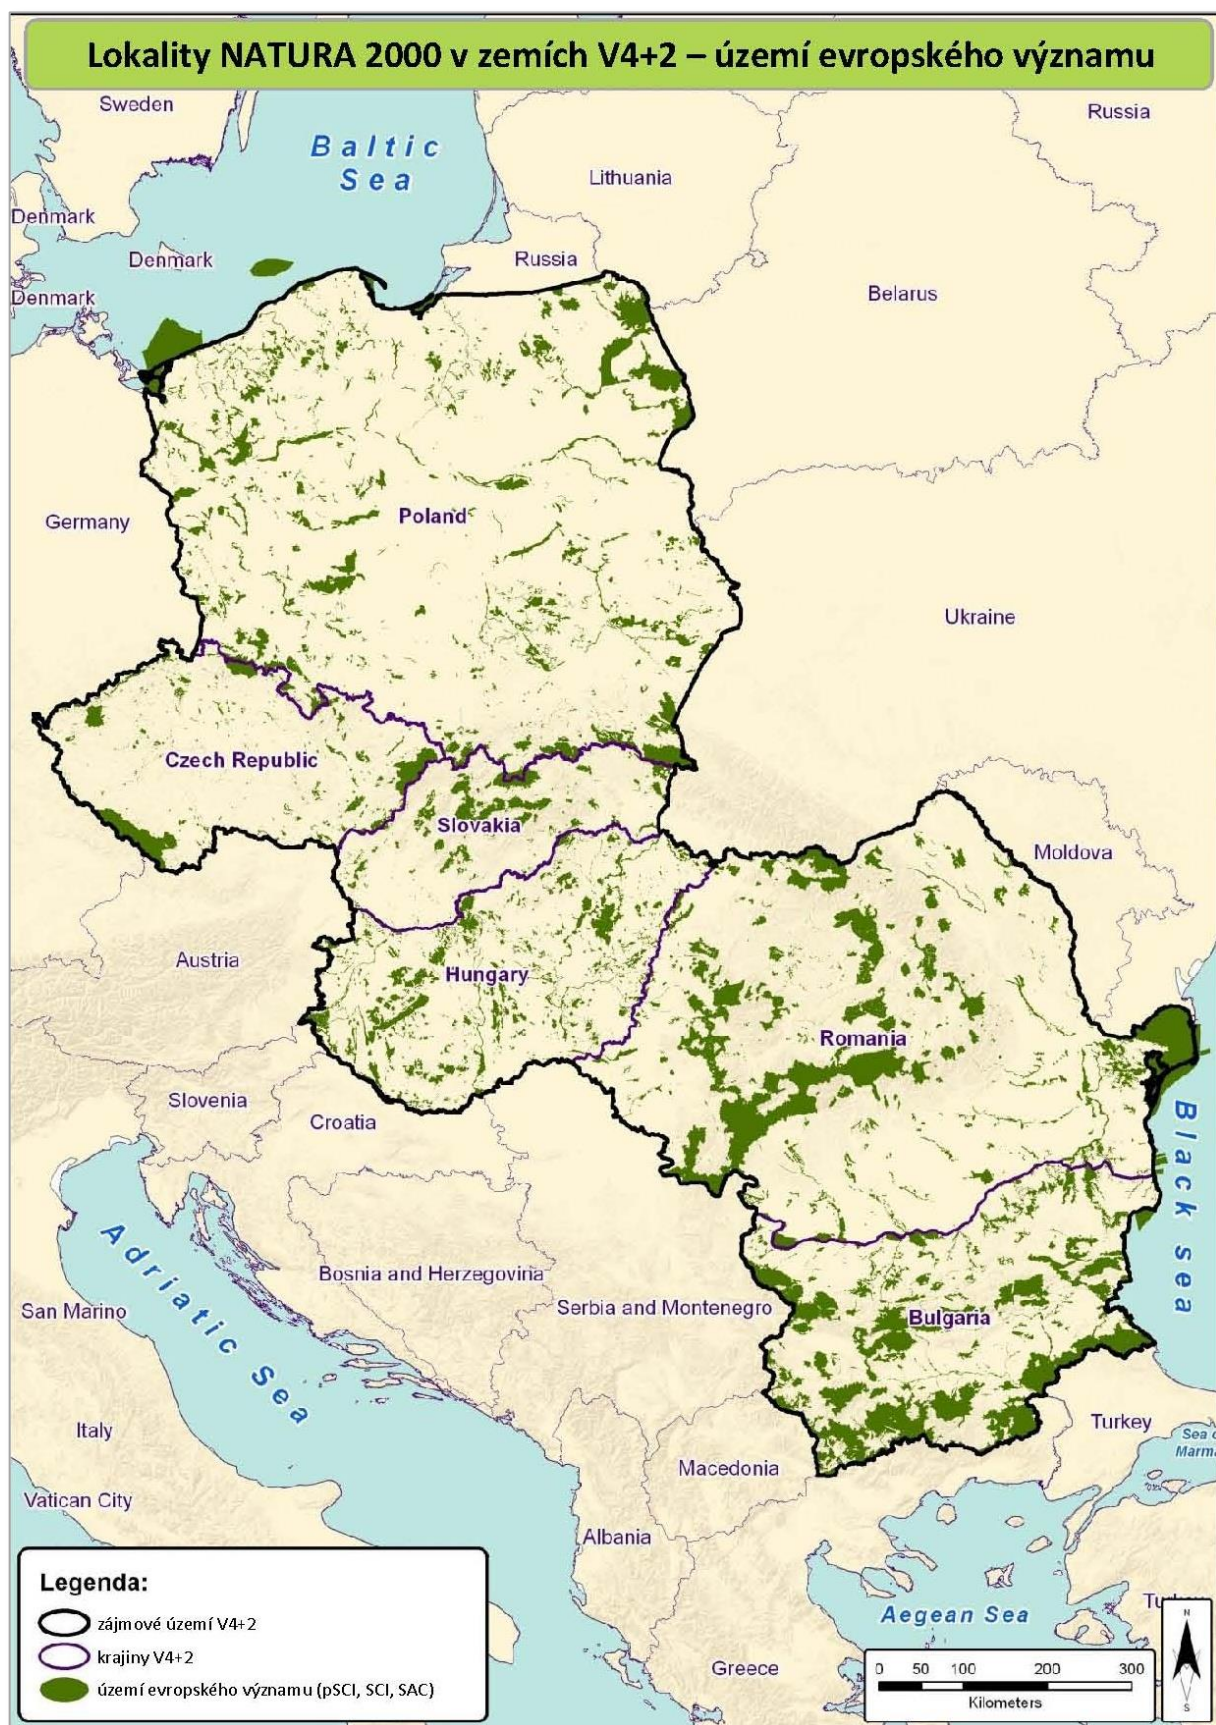 Lokality NATURA 2000 v zemích V4+2 – území evropského významu
Sweden
Russia
Baltic
Sea
Lithuania
Denmark
Denmark
Russia
Denmark
Belarus
Germany
Poland
Ukraine
Czech Republic
Slovakia
Moldova
Austria
Hungary
Romania
Slovenia
Croatia
Black sea
Adriatic Sea
Bosnia and Herzegovina
San Marino
Serbia and Montenegro
Bulgaria
Italy
Turkey
Sea o
Marma
Macedonia
Vatican City
Albania
Legenda:
zájmové území V4+2
krajiny V4+2
území evropského významu (pSCI, SCI, SAC)
Aegean Sea
Greece
N
S
0 50 100 200 300
Kilometers